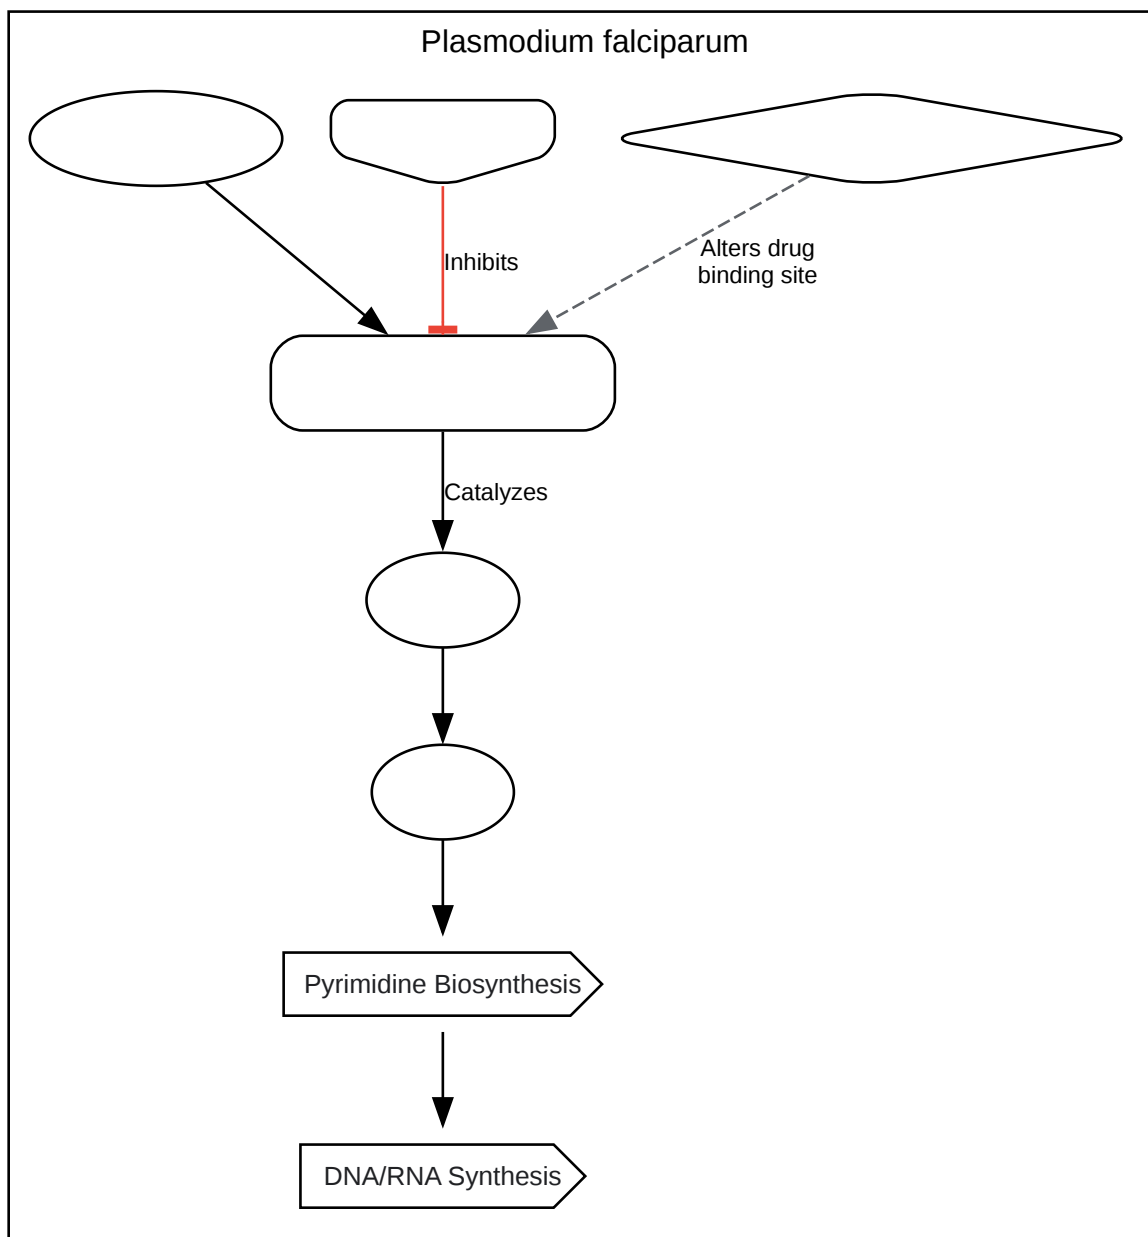 Plasmodium falciparum
Inhibits
Alters drug
binding site
Catalyzes
Pyrimidine Biosynthesis
DNA/RNA Synthesis